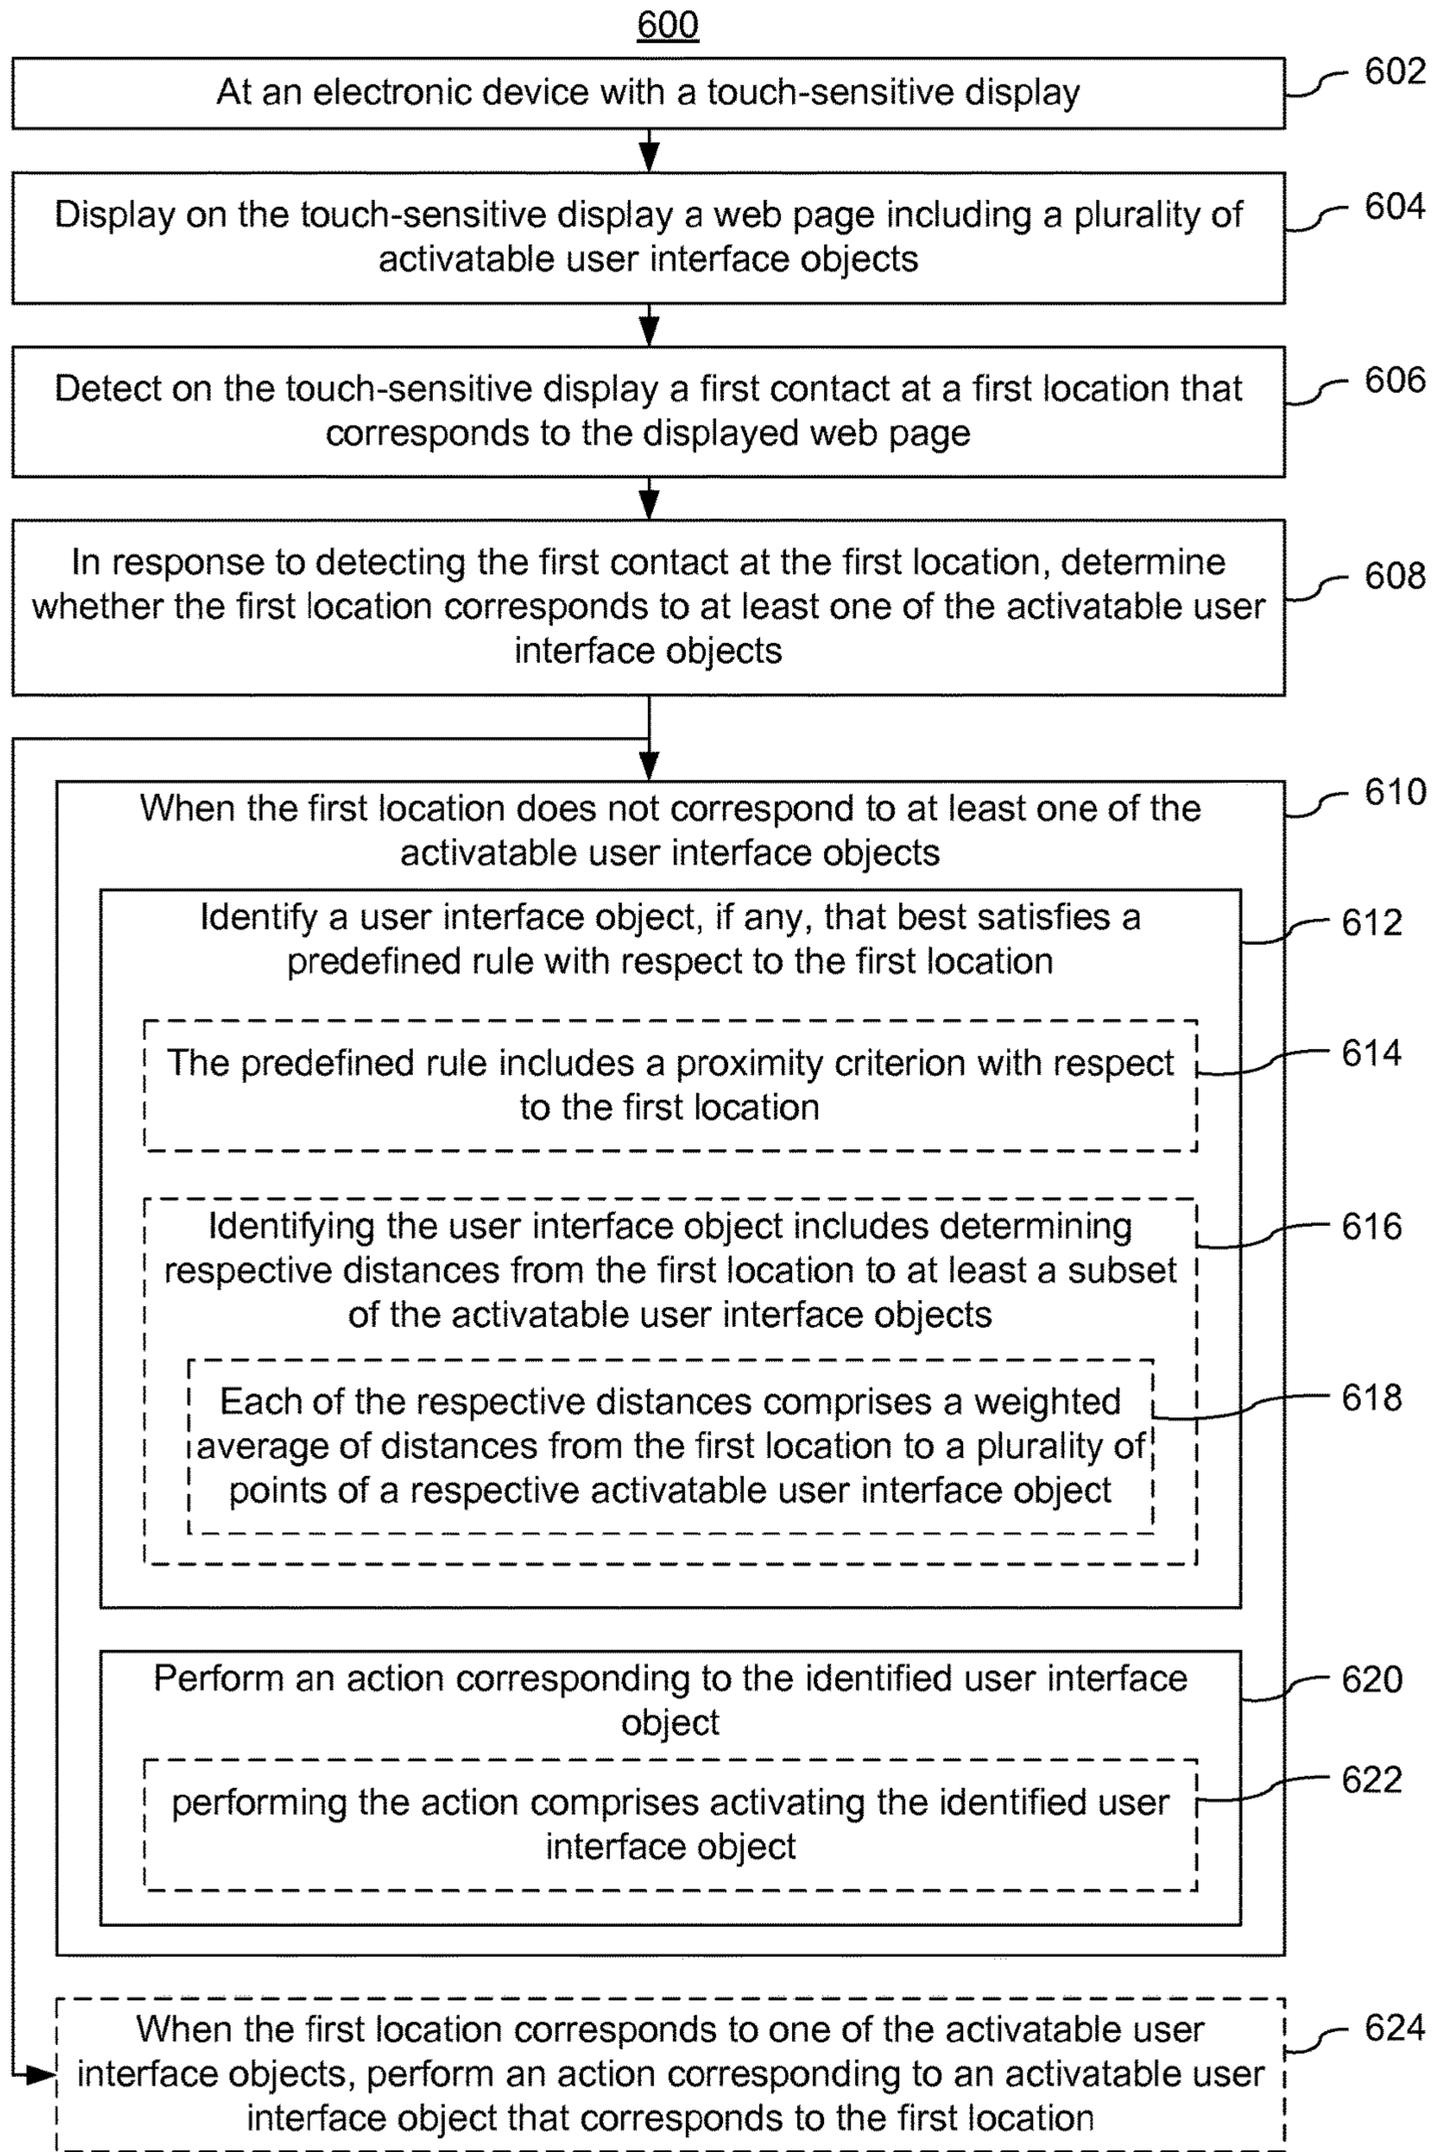 600
At an electronic device with a touch-sensitive display
602
Display on the touch-sensitive display a web page including a plurality of
activatable user interface objects
604
Detect on the touch-sensitive display a first contact at a first location that
corresponds to the displayed web page
606
In response to detecting the first contact at the first location, determine
whether the first location corresponds to at least one of the activatable user
interface objects
608
When the first location does not correspond to at least one of the
activatable user interface objects
610
Identify a user interface object, if any, that best satisfies a
predefined rule with respect to the first location
612
The predefined rule includes a proximity criterion with respect
to the first location
614
Identifying the user interface object includes determining
respective distances from the first location to at least a subset
of the activatable user interface objects
616
Each of the respective distances comprises a weighted
average of distances from the first location to a plurality of
points of a respective activatable user interface object
618
Perform an action corresponding to the identified user interface
object
620
performing the action comprises activating the identified user
interface object
622
When the first location corresponds to one of the activatable user
interface objects, perform an action corresponding to an activatable user
interface object that corresponds to the first location
624